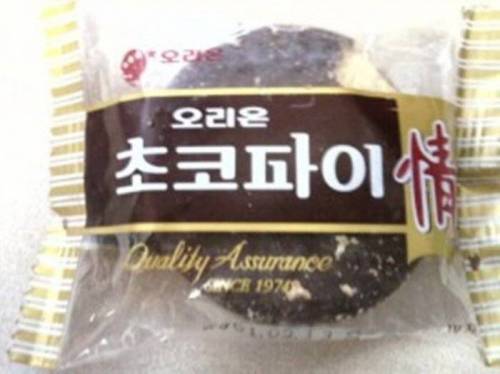 오리온
오리온
초코파이 情
Quality Assurance
SINCE 1974